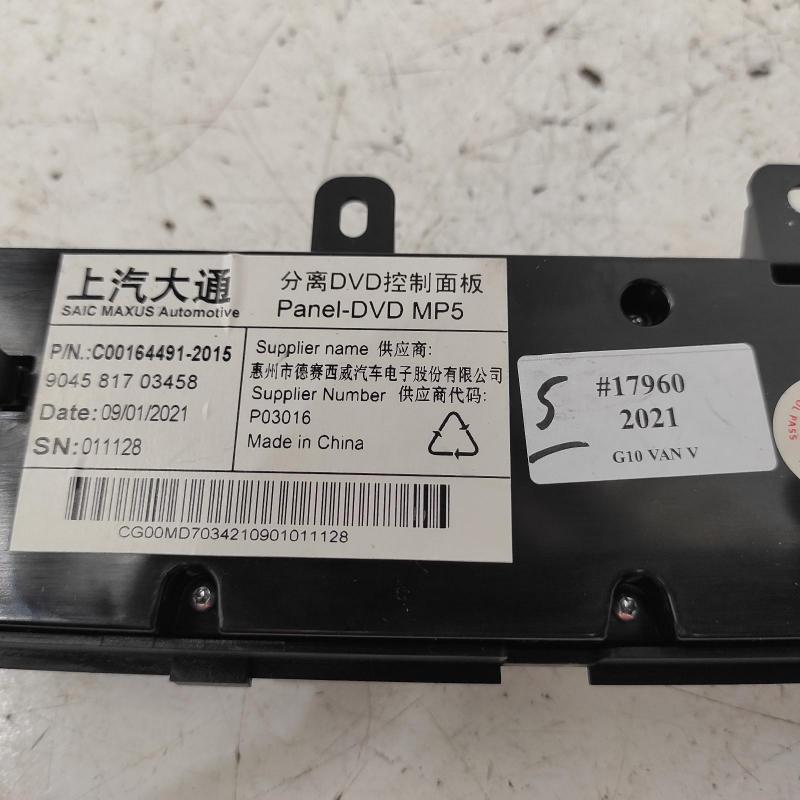 上汽大通
SAIC MAXUS Automotive
分离DVD控制面板
Panel-DVD MP5
P/N.:C00164491-2015
9045 817 03458
Date: 09/01/2021
SN: 011128
Supplier name 供应商:
惠州市德赛西威汽车电子股份有限公司
Supplier Number 供应商代码:
P03016
Made in China
CG00MD7034210901011128
S
#17960
2021
G10 VAN V
PASS